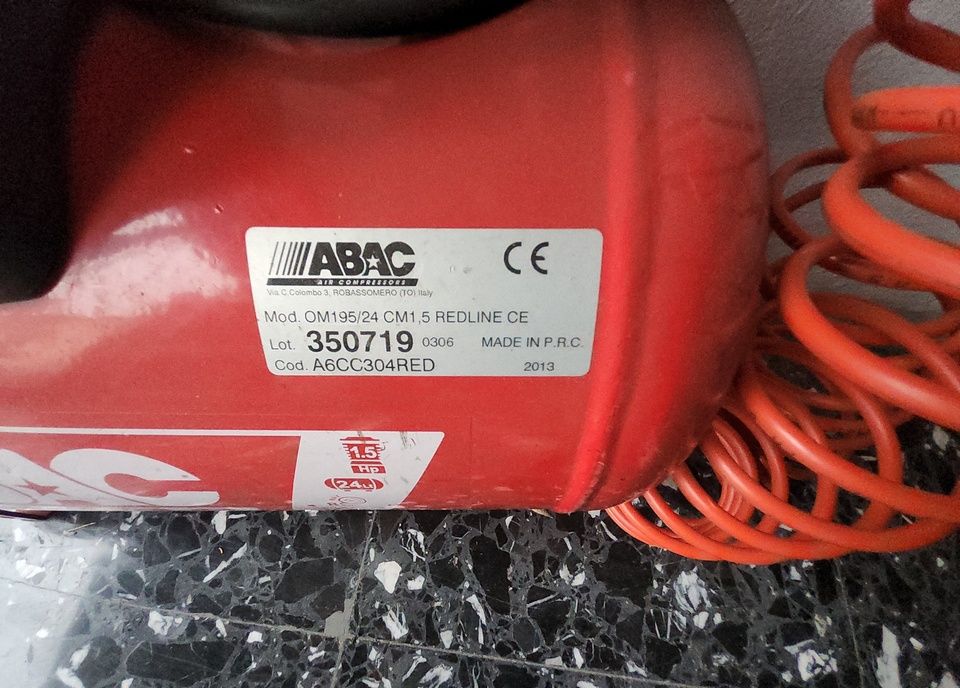 ABAC
AIR COMPRESSORS
CE
Via C.Colombo 3, ROBASSOMERO (TO) Italy
Mod. OM195/24 CM1,5 REDLINE CE
Lot. 350719 0306 MADE IN P.R.C.
Cod. A6CC304RED 2013
AC
1.5
Hp